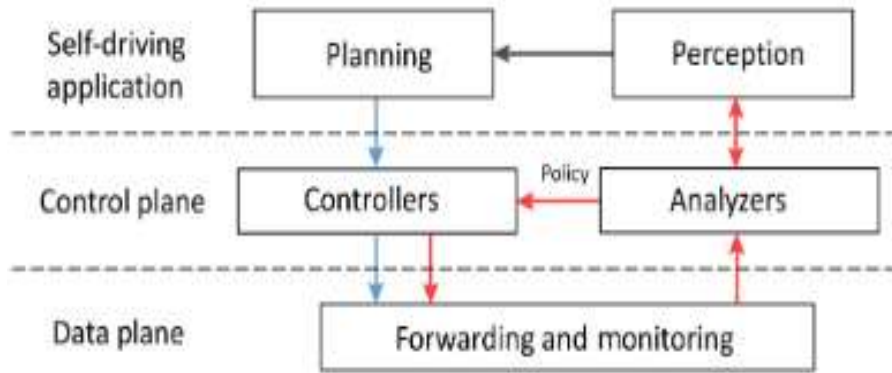 Self-driving
application
Planning
Perception
Control plane
Controllers
Policy
Analyzers
Data plane
Forwarding and monitoring